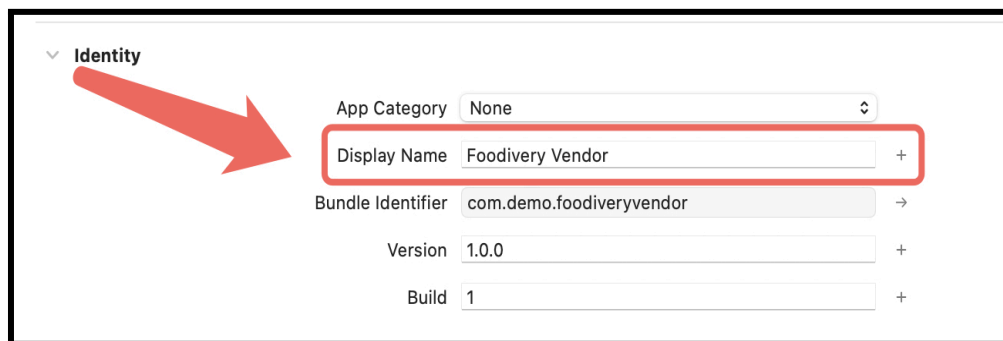 Identity
App Category None
Display Name Foodivery Vendor
Bundle Identifier com.demo.foodiveryvendor
Version 1.0.0
Build 1